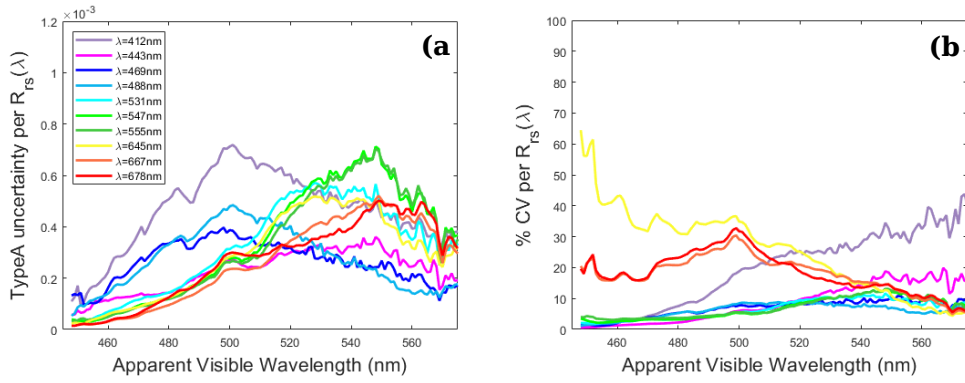 ×10⁻³
(a)
λ=412nm
λ=443nm
λ=469nm
λ=488nm
λ=531nm
λ=547nm
λ=555nm
λ=645nm
λ=667nm
λ=678nm
TypeA uncertainty per Rrs(λ)
1.2
1
0.8
0.6
0.4
0.2
0
460 480 500 520 540 560
Apparent Visible Wavelength (nm)
(b)
% CV per Rrs(λ)
100
90
80
70
60
50
40
30
20
10
0
460 480 500 520 540 560
Apparent Visible Wavelength (nm)